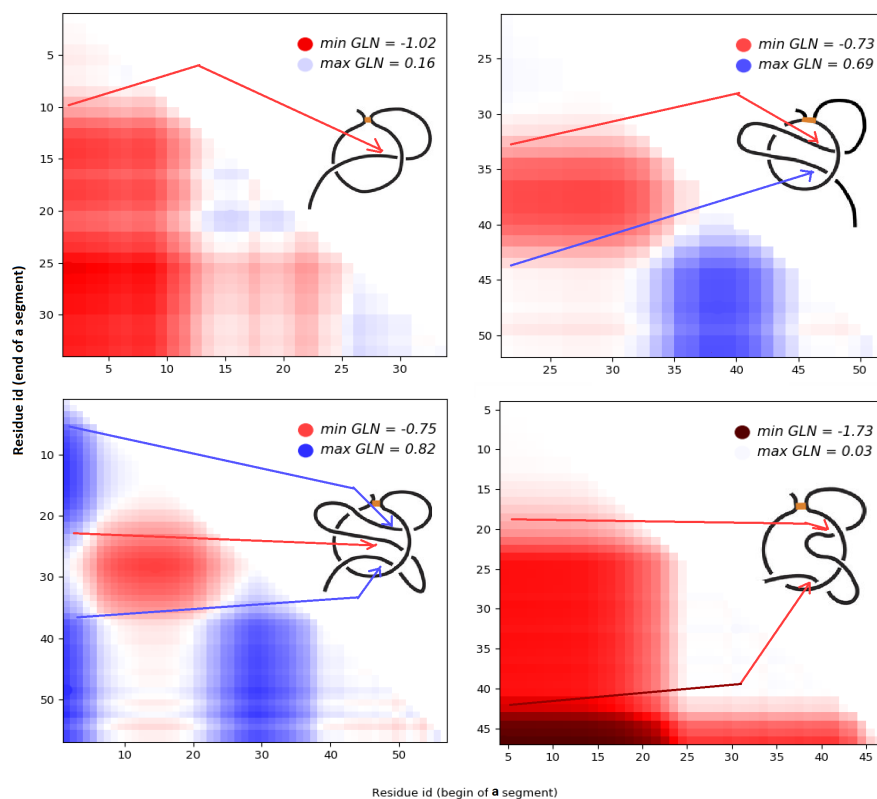 min GLN = -1.02
max GLN = 0.16
5
10
15
20
25
30
5 10 15 20 25 30
min GLN = -0.73
max GLN = 0.69
25
30
35
40
45
50
25 30 35 40 45 50
Residue id (end of a segment)
min GLN = -0.75
max GLN = 0.82
10
20
30
40
50
10 20 30 40 50
min GLN = -1.73
max GLN = 0.03
5
10
15
20
25
30
35
40
45
5 10 15 20 25 30 35 40 45
Residue id (begin of a segment)